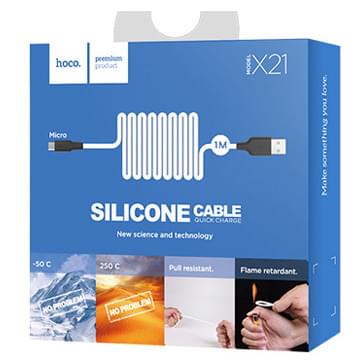 hoco.
premium
product
MODEL
X21
Micro
1M
SILICONE CABLE
QUICK CHARGE
New science and technology
-50℃
250 C
Pull resistant.
Flame retardant.
NO PROBLEM
NO PROBLEM
Make something you love.